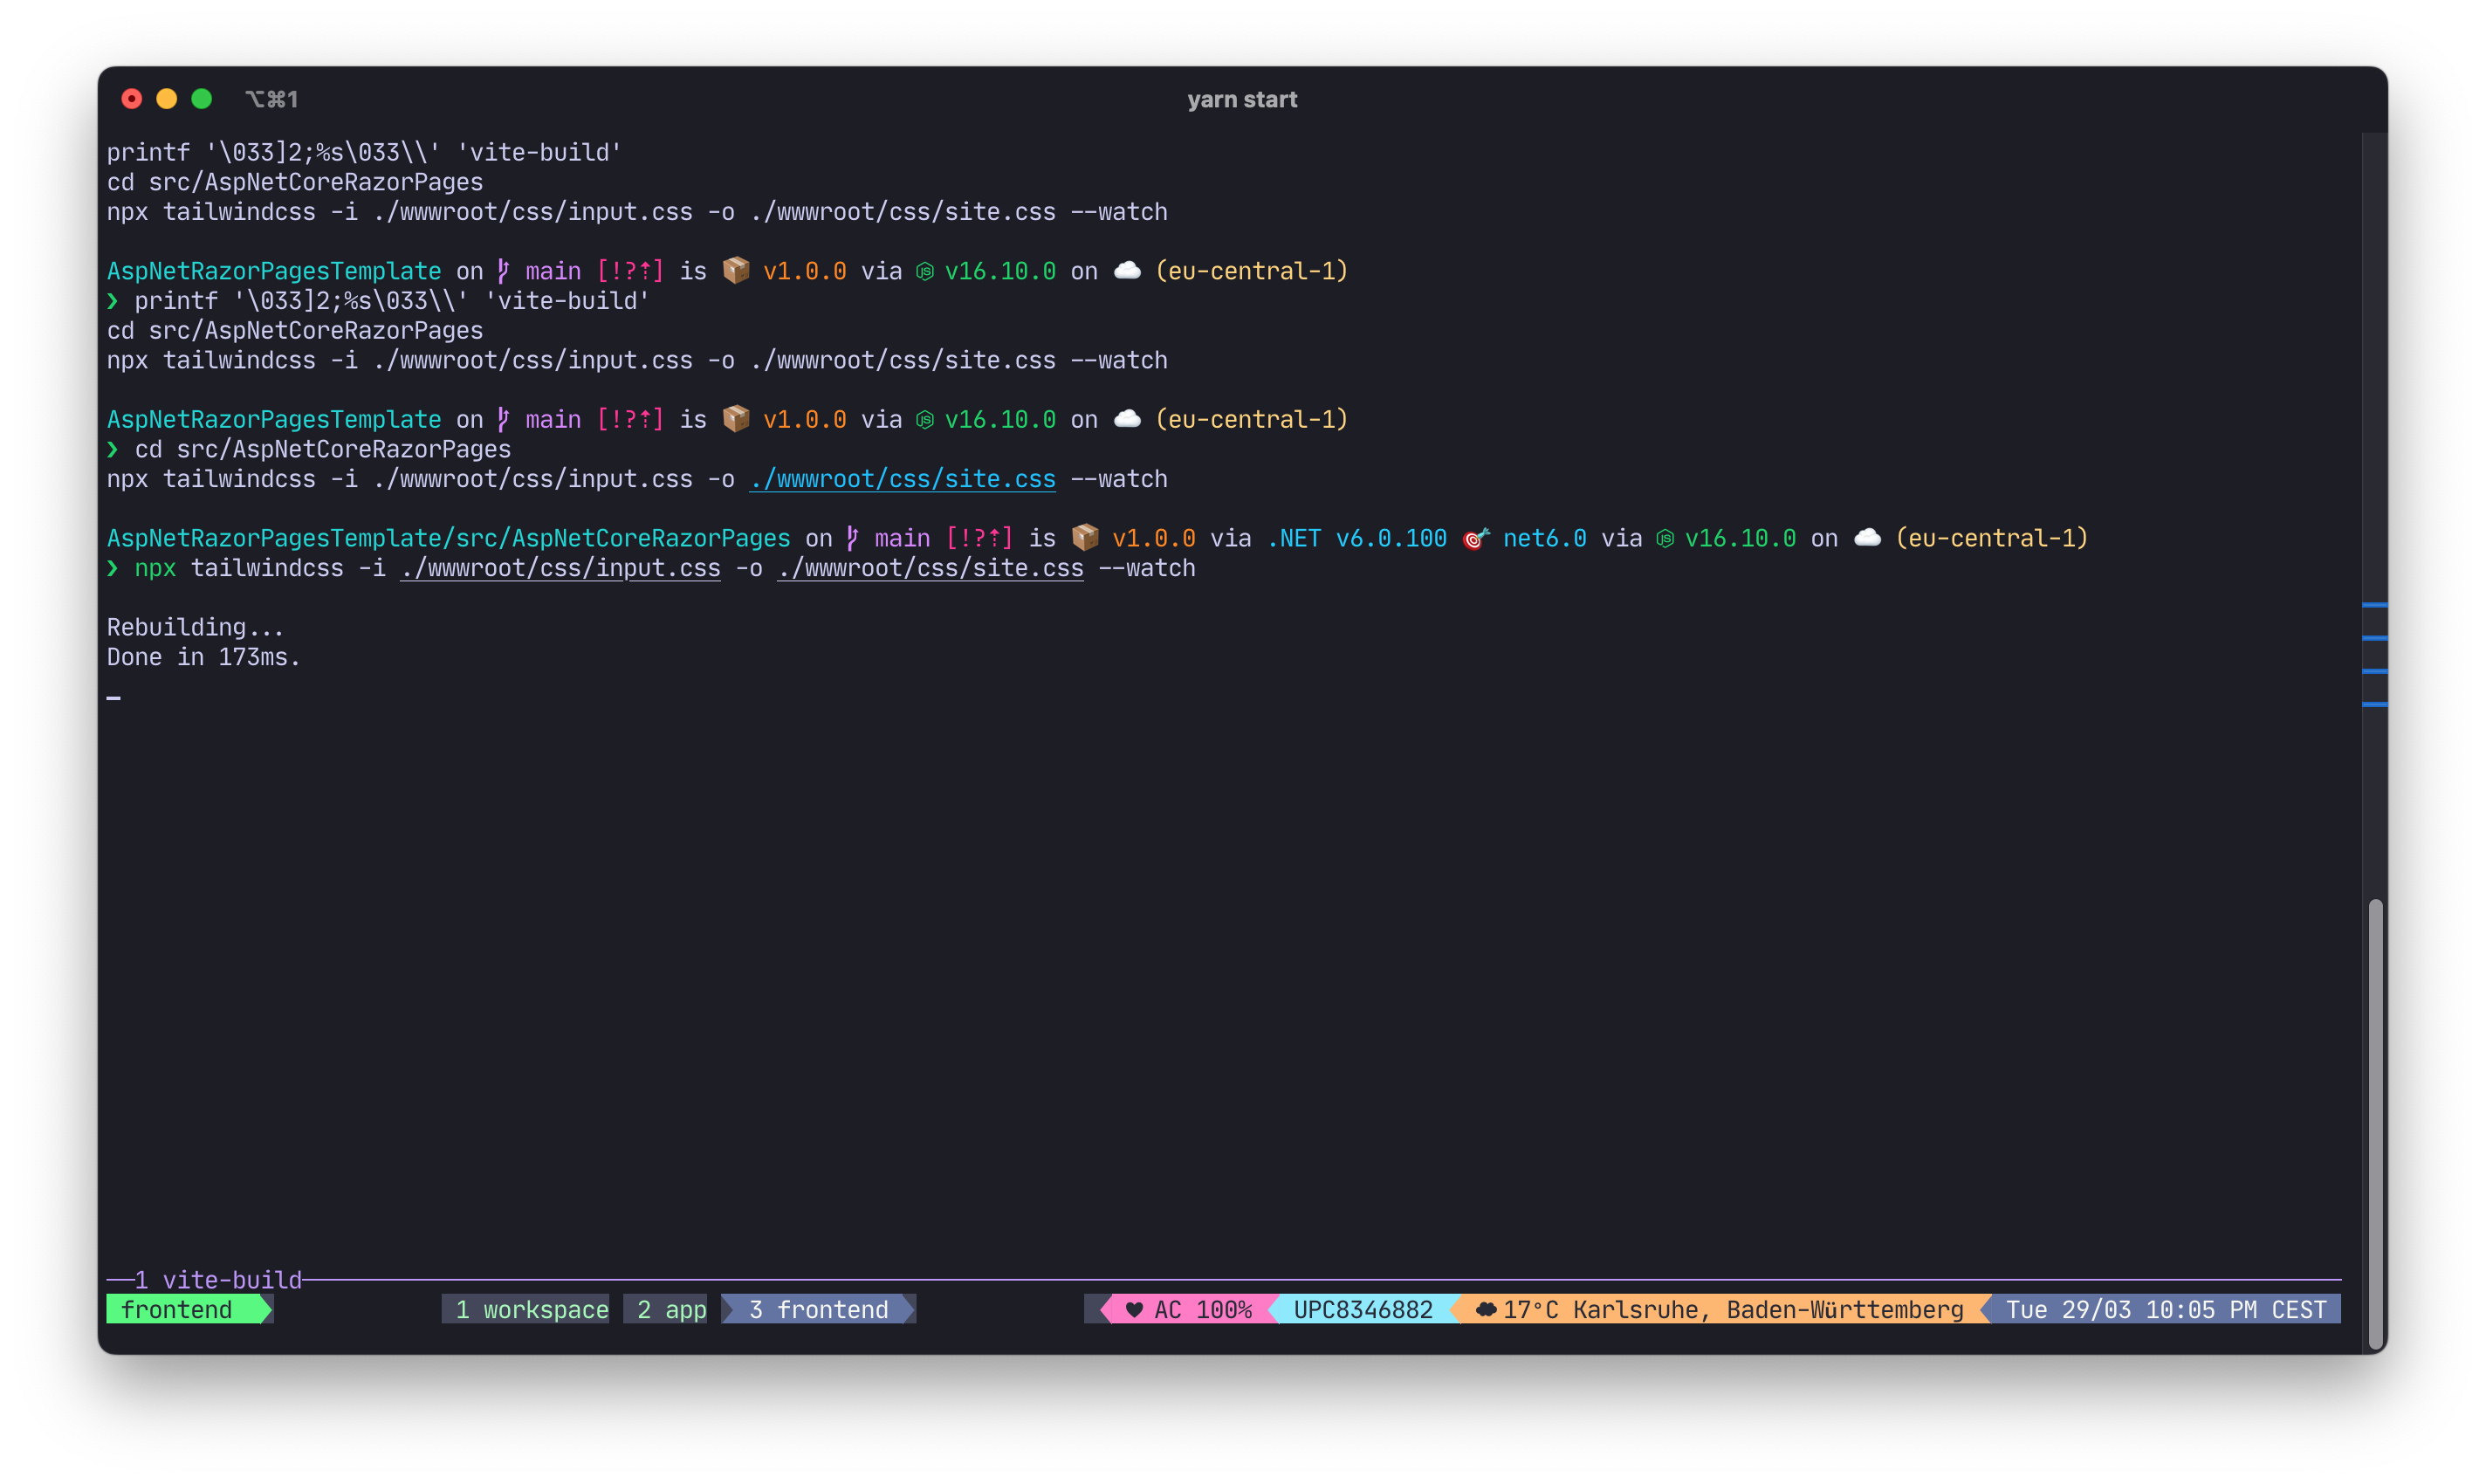 ⌥⌘1 yarn start
printf '\033]2;%s\033\\' 'vite-build'
cd src/AspNetCoreRazorPages
npx tailwindcss -i ./wwwroot/css/input.css -o ./wwwroot/css/site.css --watch
AspNetRazorPagesTemplate on main [!?⇡] is 📦 v1.0.0 via v16.10.0 on ☁️ (eu-central-1)
❯ printf '\033]2;%s\033\\' 'vite-build'
cd src/AspNetCoreRazorPages
npx tailwindcss -i ./wwwroot/css/input.css -o ./wwwroot/css/site.css --watch
AspNetRazorPagesTemplate on main [!?⇡] is 📦 v1.0.0 via v16.10.0 on ☁️ (eu-central-1)
❯ cd src/AspNetCoreRazorPages
npx tailwindcss -i ./wwwroot/css/input.css -o ./wwwroot/css/site.css --watch
AspNetRazorPagesTemplate/src/AspNetCoreRazorPages on main [!?⇡] is 📦 v1.0.0 via .NET v6.0.100 🎯 net6.0 via v16.10.0 on ☁️ (eu-central-1)
❯ npx tailwindcss -i ./wwwroot/css/input.css -o ./wwwroot/css/site.css --watch
Rebuilding...
Done in 173ms.
──1 vite-build──
frontend 1 workspace 2 app 3 frontend ♥ AC 100% UPC8346882 ☁ 17°C Karlsruhe, Baden-Württemberg Tue 29/03 10:05 PM CEST